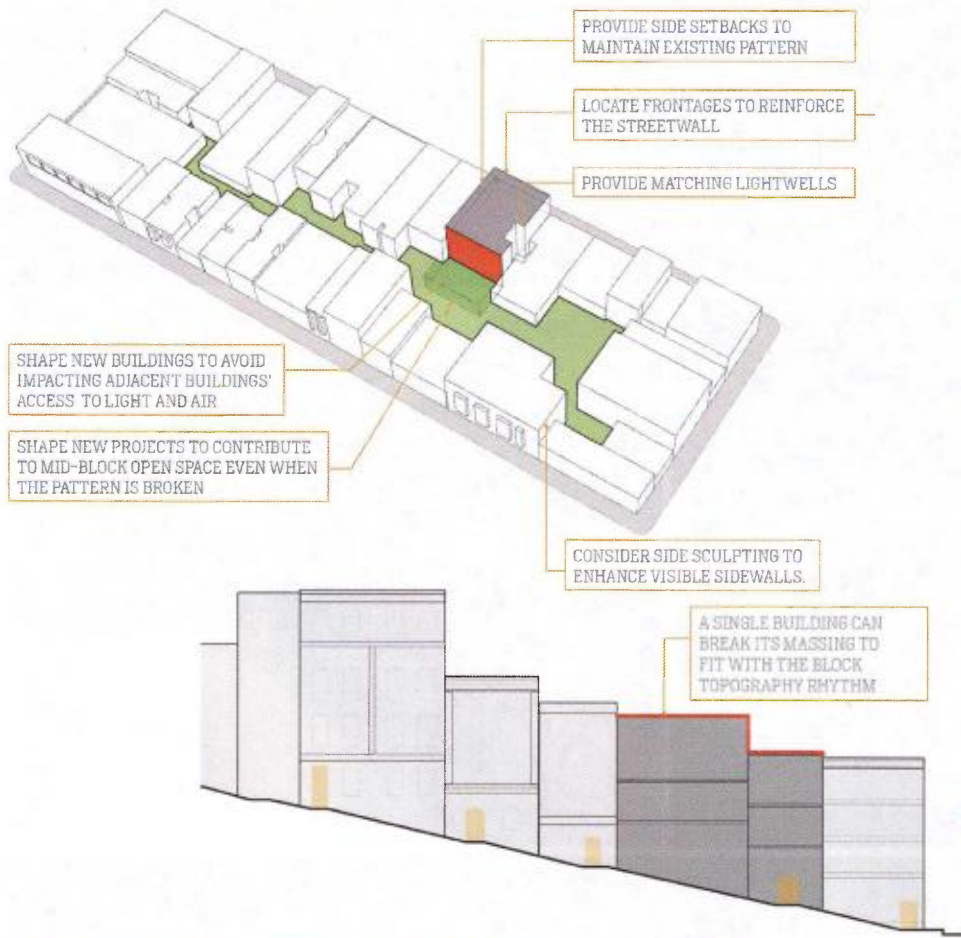 PROVIDE SIDE SETBACKS TO
MAINTAIN EXISTING PATTERN
LOCATE FRONTAGES TO REINFORCE
THE STREETWALL
PROVIDE MATCHING LIGHTWELLS
SHAPE NEW BUILDINGS TO AVOID
IMPACTING ADJACENT BUILDINGS'
ACCESS TO LIGHT AND AIR
SHAPE NEW PROJECTS TO CONTRIBUTE
TO MID-BLOCK OPEN SPACE EVEN WHEN
THE PATTERN IS BROKEN
CONSIDER SIDE SCULPTING TO
ENHANCE VISIBLE SIDEWALLS.
A SINGLE BUILDING CAN
BREAK ITS MASSING TO
FIT WITH THE BLOCK
TOPOGRAPHY RHYTHM